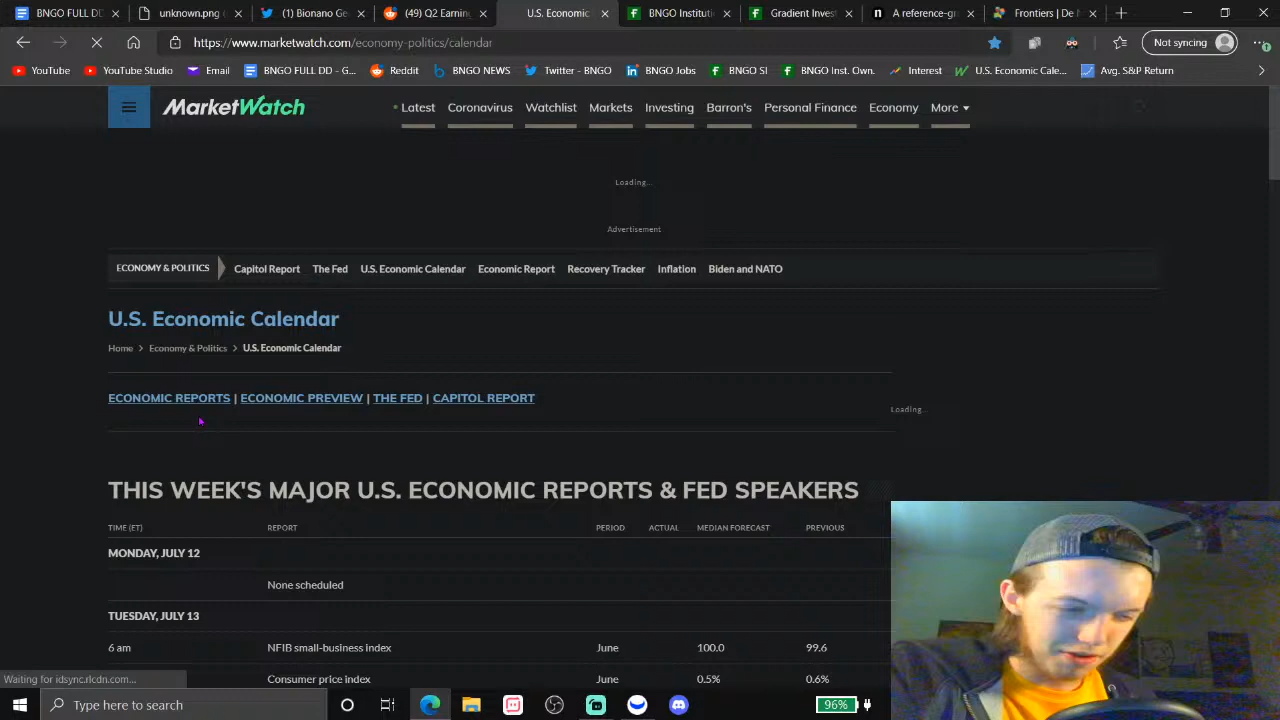 BNGO FULL DD
unknown.png
(1) Bionano Ge
(49) Q2 Earnin
U.S. Economic
BNGO Instituti
Gradient Invest
A reference-gr
Frontiers | De N
https://www.marketwatch.com/economy-politics/calendar
Not syncing
YouTube
YouTube Studio
Email
BNGO FULL DD - G...
Reddit
BNGO NEWS
Twitter - BNGO
BNGO Jobs
BNGO SI
BNGO Inst. Own.
Interest
U.S. Economic Cale...
Avg. S&P Return
MarketWatch
Latest
Coronavirus
Watchlist
Markets
Investing
Barron's
Personal Finance
Economy
More
Loading...
Advertisement
ECONOMY & POLITICS
Capitol Report
The Fed
U.S. Economic Calendar
Economic Report
Recovery Tracker
Inflation
Biden and NATO
U.S. Economic Calendar
Home > Economy & Politics > U.S. Economic Calendar
ECONOMIC REPORTS | ECONOMIC PREVIEW | THE FED | CAPITOL REPORT
Loading...
THIS WEEK'S MAJOR U.S. ECONOMIC REPORTS & FED SPEAKERS
TIME (ET) REPORT PERIOD ACTUAL MEDIAN FORECAST PREVIOUS
MONDAY, JULY 12
None scheduled
TUESDAY, JULY 13
6 am NFIB small-business index June 100.0 99.6
Consumer price index June 0.5% 0.6%
Waiting for idsync.rlcdn.com...
Type here to search
96%